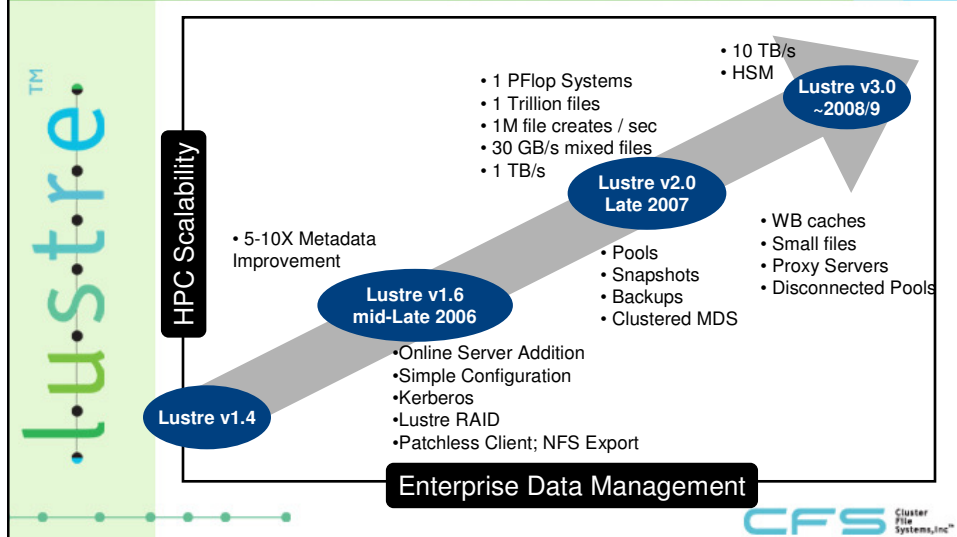 lustre™
HPC Scalability
• 10 TB/s
• HSM
Lustre v3.0
~2008/9
• 1 PFlop Systems
• 1 Trillion files
• 1M file creates / sec
• 30 GB/s mixed files
• 1 TB/s
Lustre v2.0
Late 2007
• WB caches
• Small files
• Proxy Servers
• Disconnected Pools
• 5-10X Metadata
Improvement
• Pools
• Snapshots
• Backups
• Clustered MDS
Lustre v1.6
mid-Late 2006
•Online Server Addition
•Simple Configuration
•Kerberos
•Lustre RAID
•Patchless Client; NFS Export
Lustre v1.4
Enterprise Data Management
CFS
Cluster
File
Systems,Inc™